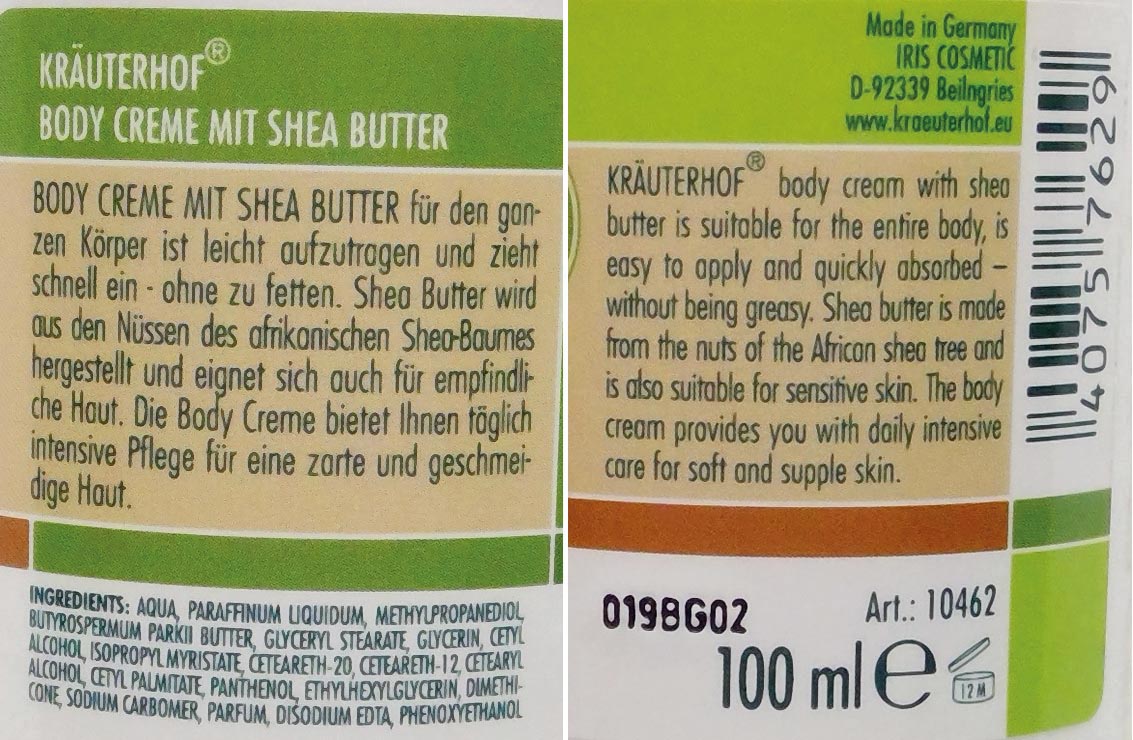 KRÄUTERHOF®
BODY CREME MIT SHEA BUTTER
BODY CREME MIT SHEA BUTTER für den gan-
zen Körper ist leicht aufzutragen und zieht
schnell ein - ohne zu fetten. Shea Butter wird
aus den Nüssen des afrikanischen Shea-Baumes
hergestellt und eignet sich auch für empfindli-
che Haut. Die Body Creme bietet Ihnen täglich
intensive Pflege für eine zarte und geschmei-
dige Haut.
INGREDIENTS: AQUA, PARAFFINUM LIQUIDUM, METHYLPROPANEDIOL,
BUTYROSPERMUM PARKII BUTTER, GLYCERYL STEARATE, GLYCERIN, CETYL
ALCOHOL, ISOPROPYL MYRISTATE, CETEARETH-20, CETEARETH-12, CETEARYL
ALCOHOL, CETYL PALMITATE, PANTHENOL, ETHYLHEXYLGLYCERIN, DIMETHI-
CONE, SODIUM CARBOMER, PARFUM, DISODIUM EDTA, PHENOXYETHANOL
Made in Germany
IRIS COSMETIC
D-92339 Beilngries
www.kraeuterhof.eu
KRÄUTERHOF® body cream with shea
butter is suitable for the entire body, is
easy to apply and quickly absorbed –
without being greasy. Shea butter is made
from the nuts of the African shea tree and
is also suitable for sensitive skin. The body
cream provides you with daily intensive
care for soft and supple skin.
40757629
0198G02
Art.: 10462
100 ml e
12 M